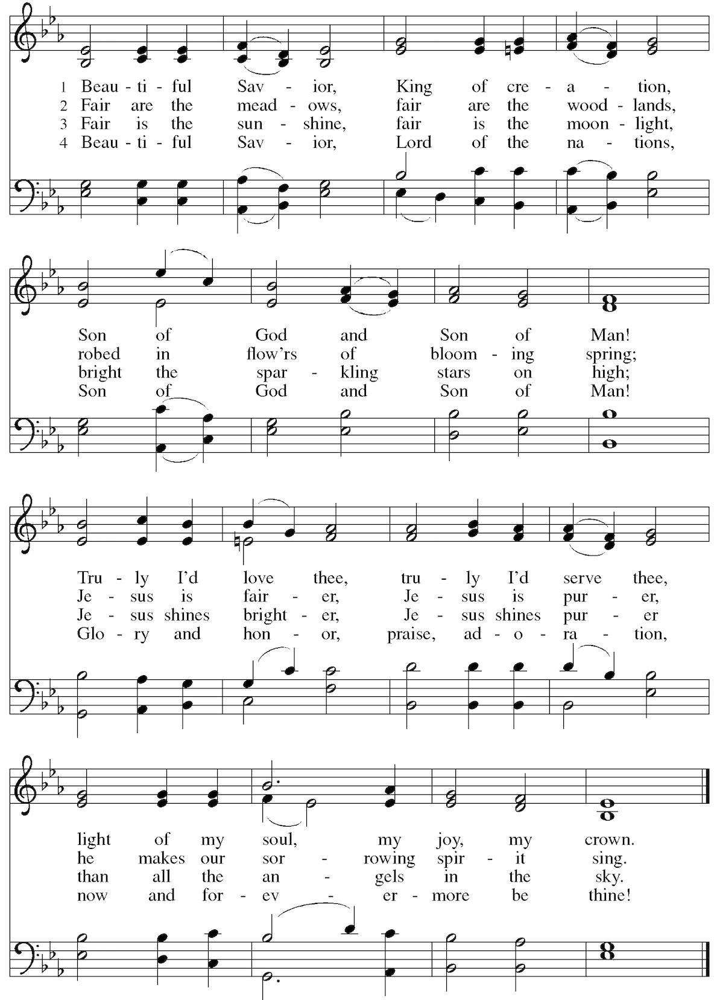 1 Beau - ti - ful Sav - ior, King of cre - a - tion,
2 Fair are the mead - ows, fair are the wood - lands,
3 Fair is the sun - shine, fair is the moon - light,
4 Beau - ti - ful Sav - ior, Lord of the na - tions,
Son of God and Son of Man!
robed in flow'rs of bloom - ing spring;
bright the spar - kling stars on high;
Son of God and Son of Man!
Tru - ly I'd love thee, tru - ly I'd serve thee,
Je - sus is fair - er, Je - sus is pur - er,
Je - sus shines bright - er, Je - sus shines pur - er
Glo - ry and hon - or, praise, ad - o - ra - tion,
light of my soul, my joy, my crown.
he makes our sor - rowing spir - it sing.
than all the an - gels in the sky.
now and for - ev - er - more be thine!